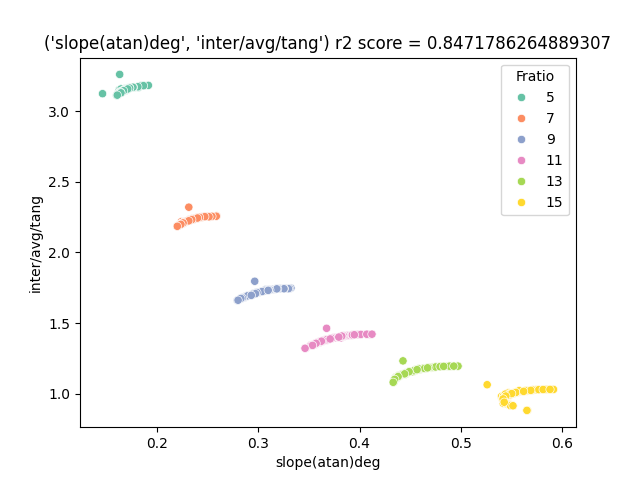 ('slope(atan)deg', 'inter/avg/tang') r2 score = 0.8471786264889307
Fratio
5
7
9
11
13
15
3.0
2.5
2.0
1.5
1.0
inter/avg/tang
0.2 0.3 0.4 0.5 0.6
slope(atan)deg